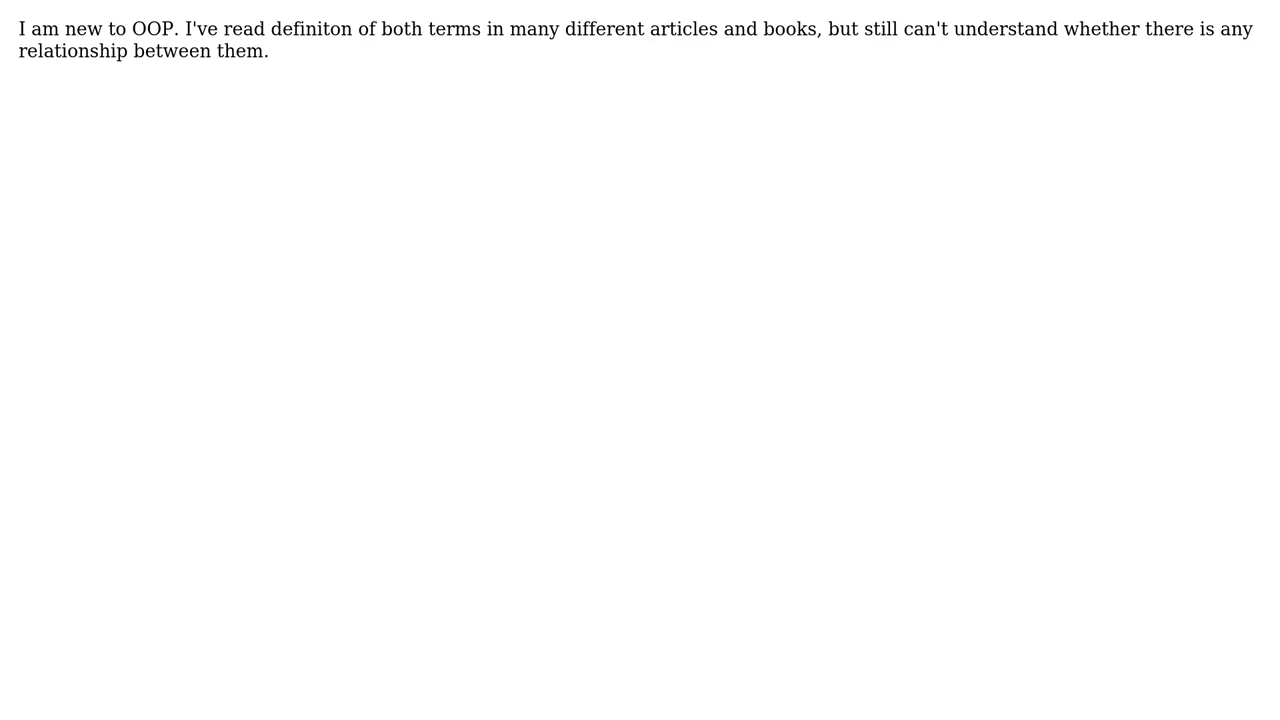 I am new to OOP. I've read definiton of both terms in many different articles and books, but still can't understand whether there is any
relationship between them.